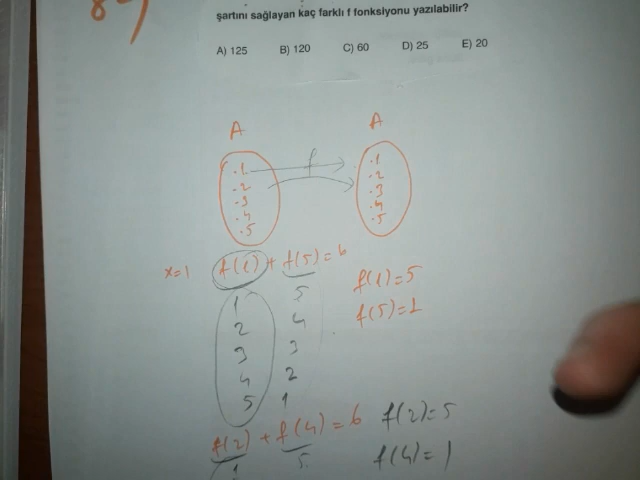 şartını sağlayan kaç farklı f fonksiyonu yazılabilir?
A) 125 B) 120 C) 60 D) 25 E) 20
A A
f
.1 .1
.2 .2
.3 .3
.4 .4
.5 .5
x=1 f(1) + f(5) = 6
1 5
2 4
3 3
4 2
5 1
f(1)=5
f(5)=1
f(2) + f(4) = 6 f(2)=5
1 5 f(4)=1